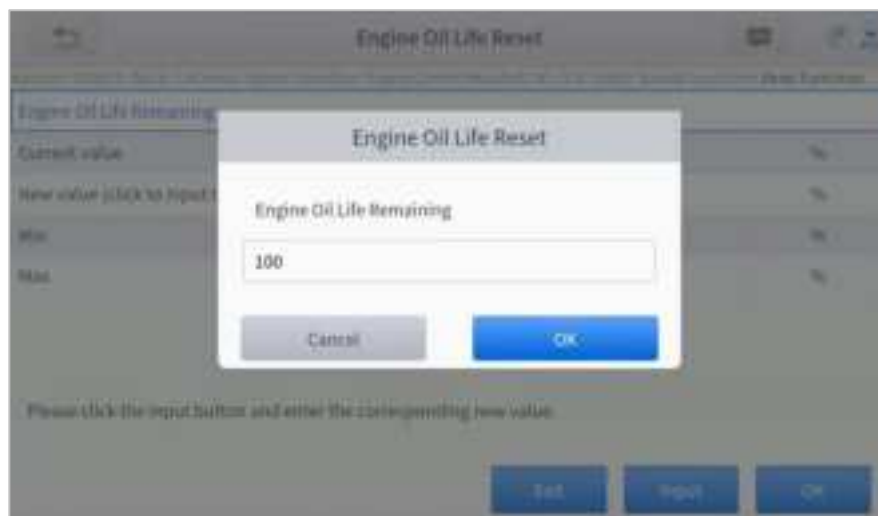 Engine Oil Life Reset
Engine Oil Life Remaining
Current value %
New value (click to input %
Min %
Max %
Engine Oil Life Reset
Engine Oil Life Remaining
100
Cancel OK
Please click the input button and enter the corresponding new value.
Exit Input OK